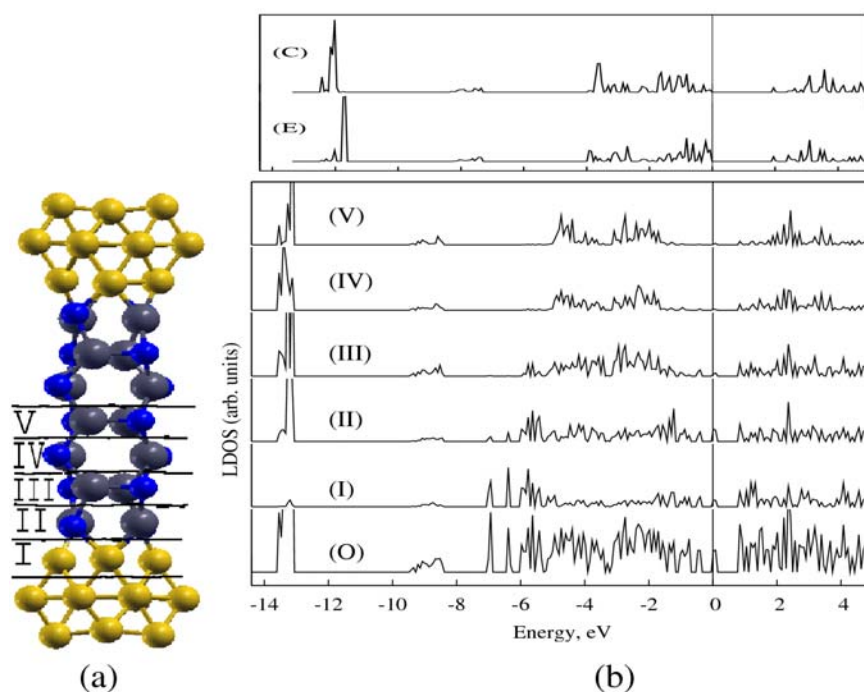 (C)
(E)
(V)
(IV)
(III)
(II)
(I)
(O)
LDOS (arb. units)
-14 -12 -10 -8 -6 -4 -2 0 2 4
Energy, eV
V
IV
III
II
I
(a)
(b)